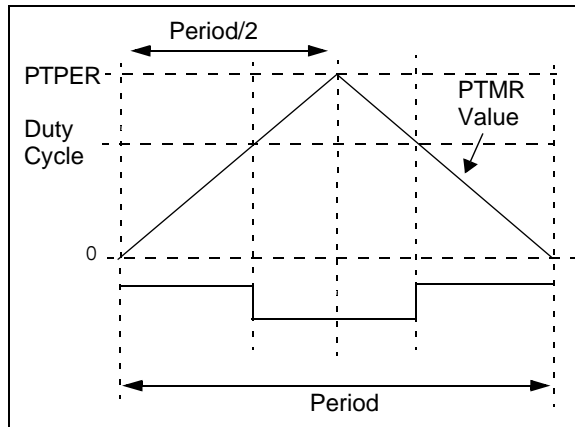 Period/2
PTPER
PTMR
Value
Duty
Cycle
0
Period